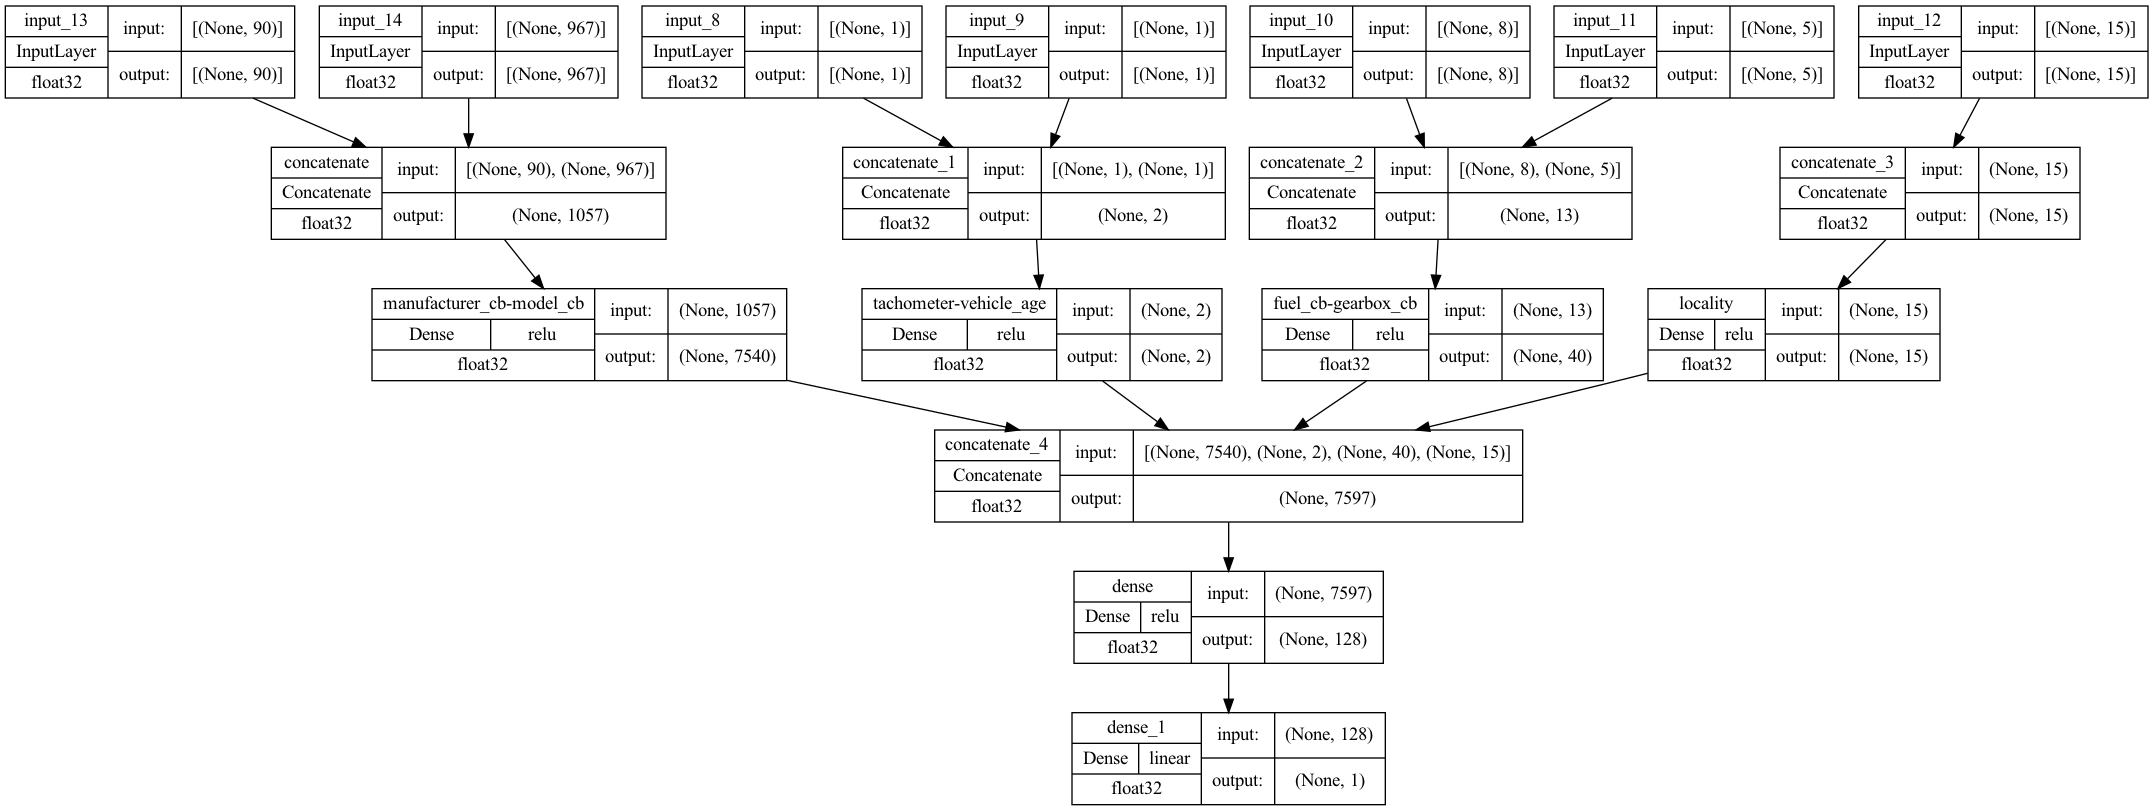 input_13
InputLayer
float32
input:
[(None, 90)]
output:
[(None, 90)]
input_14
InputLayer
float32
input:
[(None, 967)]
output:
[(None, 967)]
input_8
InputLayer
float32
input:
[(None, 1)]
output:
[(None, 1)]
input_9
InputLayer
float32
input:
[(None, 1)]
output:
[(None, 1)]
input_10
InputLayer
float32
input:
[(None, 8)]
output:
[(None, 8)]
input_11
InputLayer
float32
input:
[(None, 5)]
output:
[(None, 5)]
input_12
InputLayer
float32
input:
[(None, 15)]
output:
[(None, 15)]
concatenate
Concatenate
float32
input:
[(None, 90), (None, 967)]
output:
(None, 1057)
concatenate_1
Concatenate
float32
input:
[(None, 1), (None, 1)]
output:
(None, 2)
concatenate_2
Concatenate
float32
input:
[(None, 8), (None, 5)]
output:
(None, 13)
concatenate_3
Concatenate
float32
input:
(None, 15)
output:
(None, 15)
manufacturer_cb-model_cb
Dense relu
float32
input:
(None, 1057)
output:
(None, 7540)
tachometer-vehicle_age
Dense relu
float32
input:
(None, 2)
output:
(None, 2)
fuel_cb-gearbox_cb
Dense relu
float32
input:
(None, 13)
output:
(None, 40)
locality
Dense relu
float32
input:
(None, 15)
output:
(None, 15)
concatenate_4
Concatenate
float32
input:
[(None, 7540), (None, 2), (None, 40), (None, 15)]
output:
(None, 7597)
dense
Dense relu
float32
input:
(None, 7597)
output:
(None, 128)
dense_1
Dense linear
float32
input:
(None, 128)
output:
(None, 1)